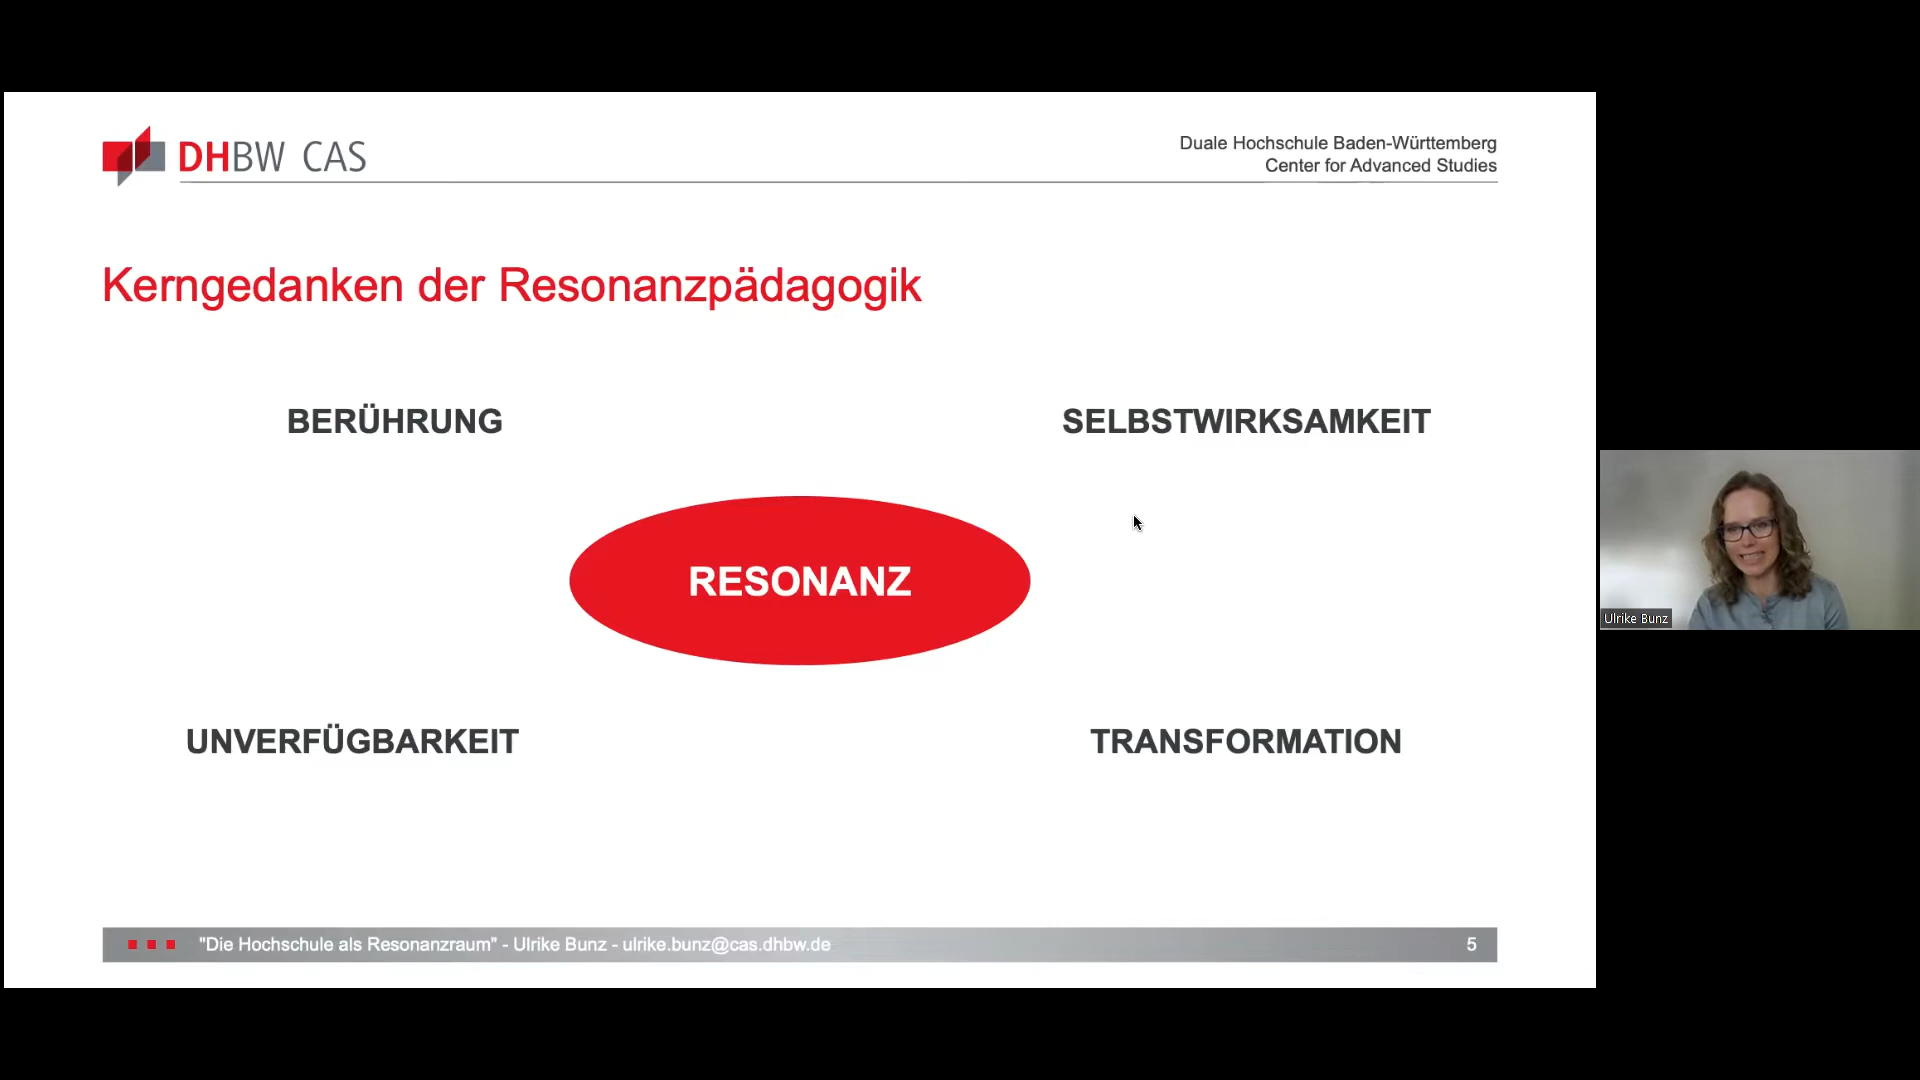 DHBW CAS
Duale Hochschule Baden-Württemberg
Center for Advanced Studies
Kerngedanken der Resonanzpädagogik
BERÜHRUNG
SELBSTWIRKSAMKEIT
RESONANZ
UNVERFÜGBARKEIT
TRANSFORMATION
Ulrike Bunz
"Die Hochschule als Resonanzraum" - Ulrike Bunz - ulrike.bunz@cas.dhbw.de
5